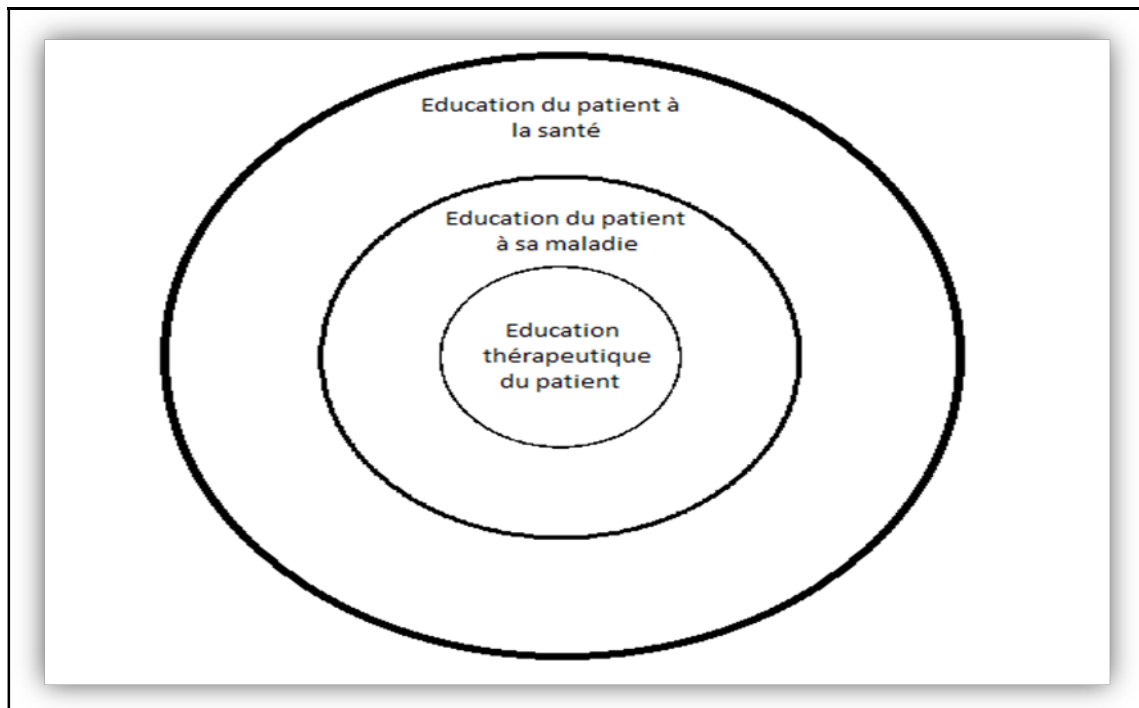 Education du patient à
la santé
Education du patient
à sa maladie
Education
thérapeutique
du patient